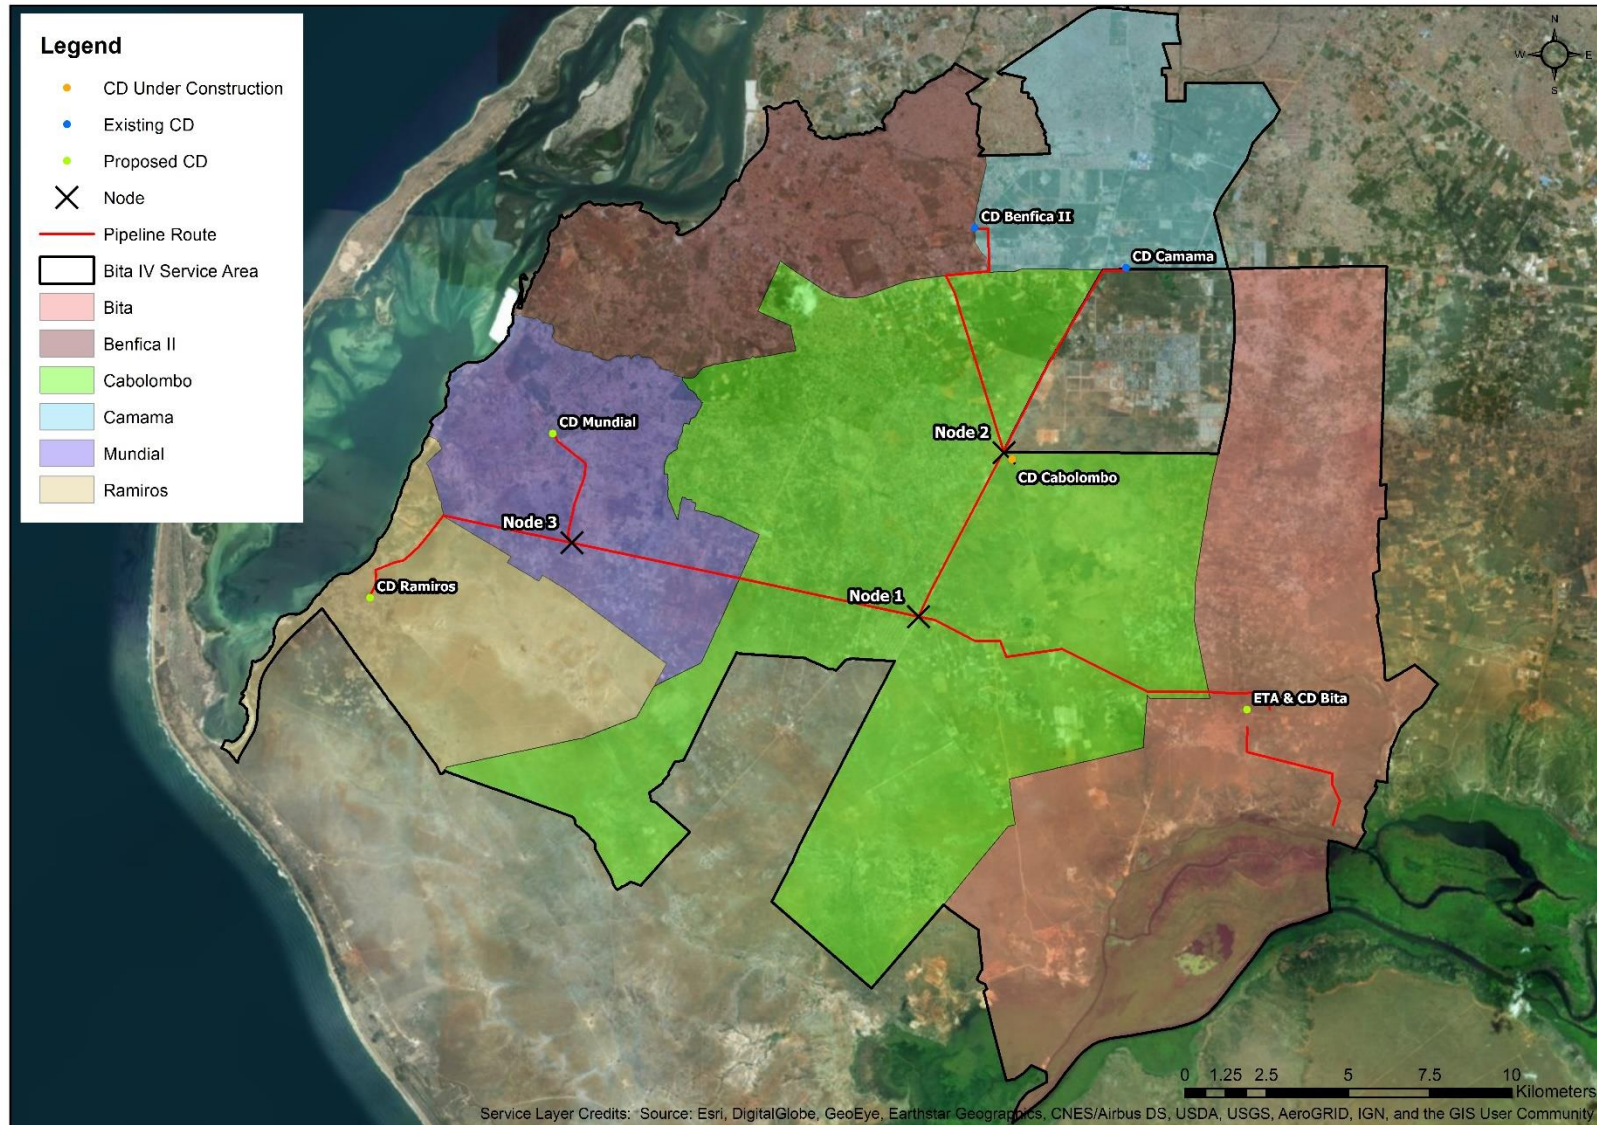 Legend
CD Under Construction
Existing CD
Proposed CD
Node
Pipeline Route
Bita IV Service Area
Bita
Benfica II
Cabolombo
Camama
Mundial
Ramiros
N
W
E
S
CD Benfica II
CD Camama
CD Mundial
Node 2
CD Cabolombo
Node 3
CD Ramiros
Node 1
ETA & CD Bita
0 1.25 2.5 5 7.5 10
Kilometers
Service Layer Credits: Source: Esri, DigitalGlobe, GeoEye, Earthstar Geographics, CNES/Airbus DS, USDA, USGS, AeroGRID, IGN, and the GIS User Community